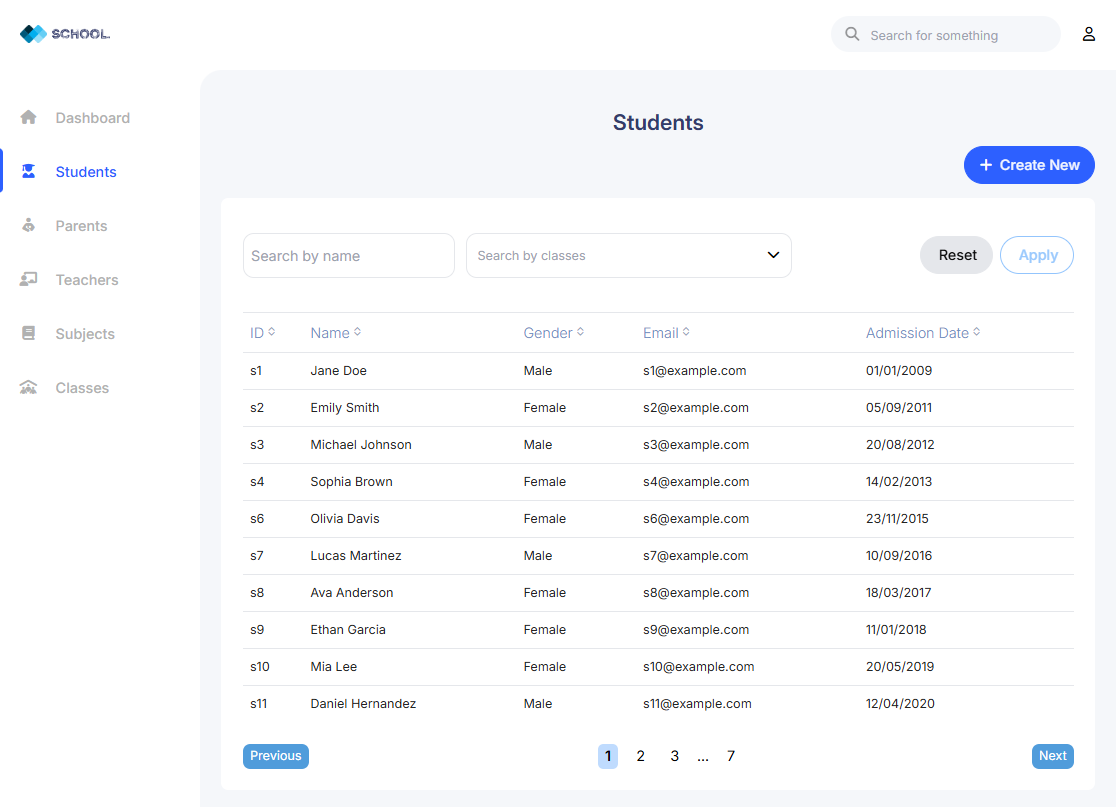 SCHOOL.
Search for something
Dashboard
Students
Parents
Teachers
Subjects
Classes
Students
+ Create New
Search by name
Search by classes
Reset
Apply
ID Name Gender Email Admission Date
s1 Jane Doe Male s1@example.com 01/01/2009
s2 Emily Smith Female s2@example.com 05/09/2011
s3 Michael Johnson Male s3@example.com 20/08/2012
s4 Sophia Brown Female s4@example.com 14/02/2013
s6 Olivia Davis Female s6@example.com 23/11/2015
s7 Lucas Martinez Male s7@example.com 10/09/2016
s8 Ava Anderson Female s8@example.com 18/03/2017
s9 Ethan Garcia Female s9@example.com 11/01/2018
s10 Mia Lee Female s10@example.com 20/05/2019
s11 Daniel Hernandez Male s11@example.com 12/04/2020
Previous 1 2 3 ... 7 Next